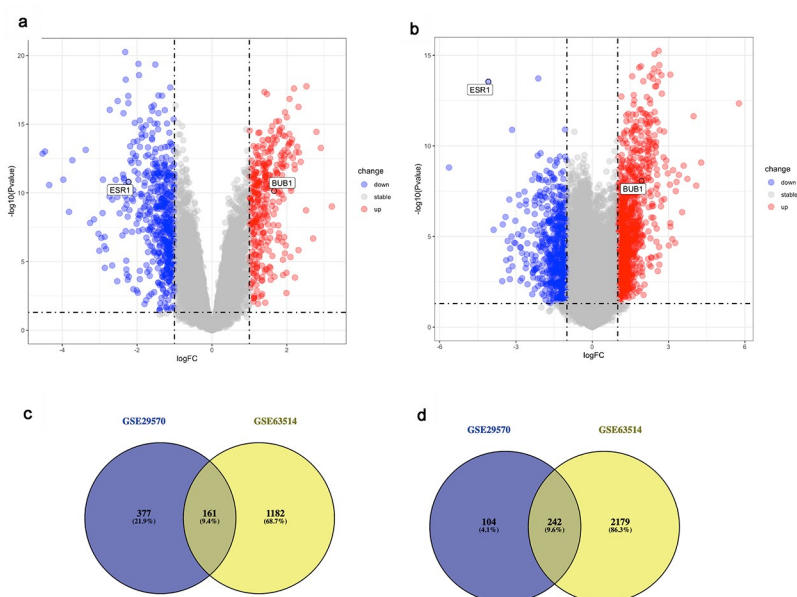 a
20
15
10
5
0
-log10(Pvalue)
ESR1
BUB1
-4
-2
0
2
logFC
change
down
stable
up
b
15
10
5
0
-log10(Pvalue)
ESR1
BUB1
-6
-3
0
3
6
logFC
change
down
stable
up
c
GSE29570
GSE63514
377
(21.9%)
161
(9.4%)
1182
(68.7%)
d
GSE29570
GSE63514
104
(4.1%)
242
(9.6%)
2179
(86.3%)